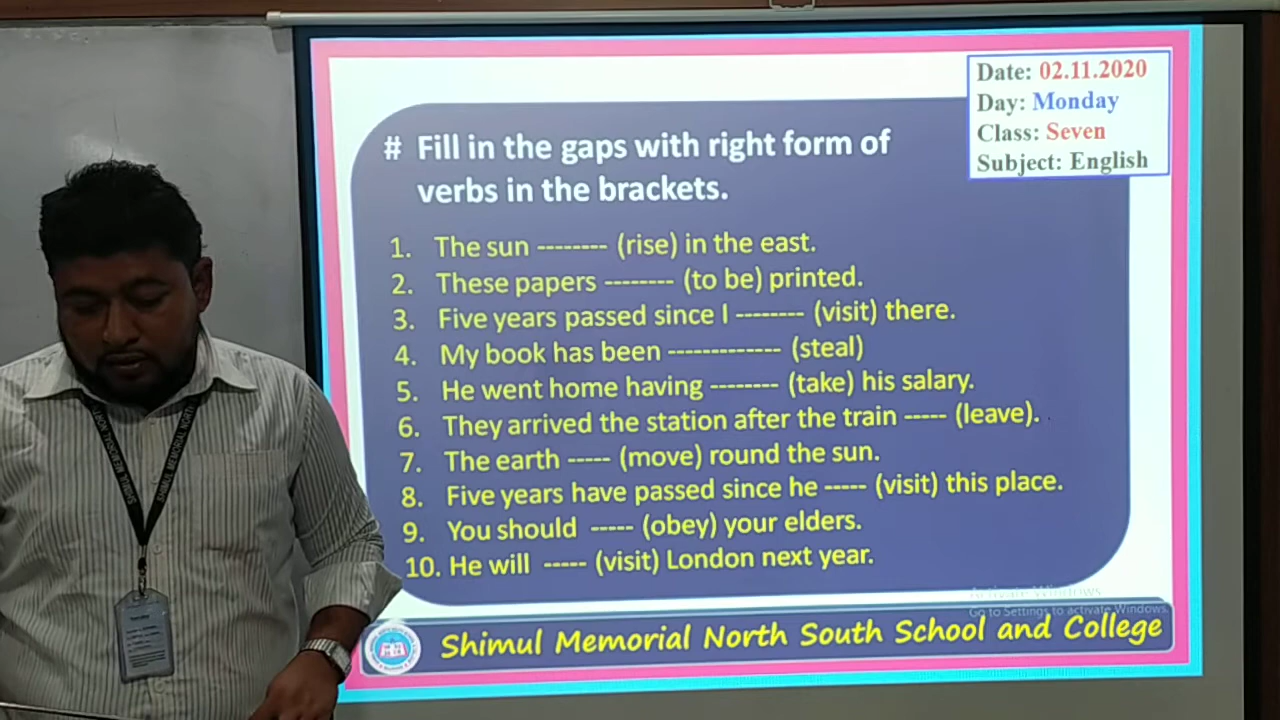 Date: 02.11.2020
Day: Monday
Class: Seven
Subject: English
# Fill in the gaps with right form of
verbs in the brackets.
1. The sun -------- (rise) in the east.
2. These papers -------- (to be) printed.
3. Five years passed since I -------- (visit) there.
4. My book has been ------------- (steal)
5. He went home having -------- (take) his salary.
6. They arrived the station after the train ----- (leave).
7. The earth ----- (move) round the sun.
8. Five years have passed since he ----- (visit) this place.
9. You should ----- (obey) your elders.
10. He will ----- (visit) London next year.
Activate Windows
Go to Settings to activate Windows.
Shimul Memorial North South School and College
SHIMUL MEMORIAL NORTH